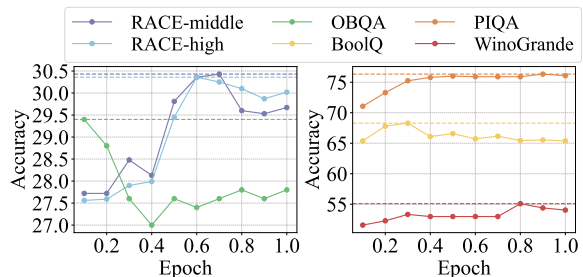 RACE-middle OBQA PIQA
RACE-high BoolQ WinoGrande
30.5
30.0
29.5
29.0
28.5
28.0
27.5
27.0
Accuracy
0.2 0.4 0.6 0.8 1.0
Epoch
75
70
65
60
55
Accuracy
0.2 0.4 0.6 0.8 1.0
Epoch